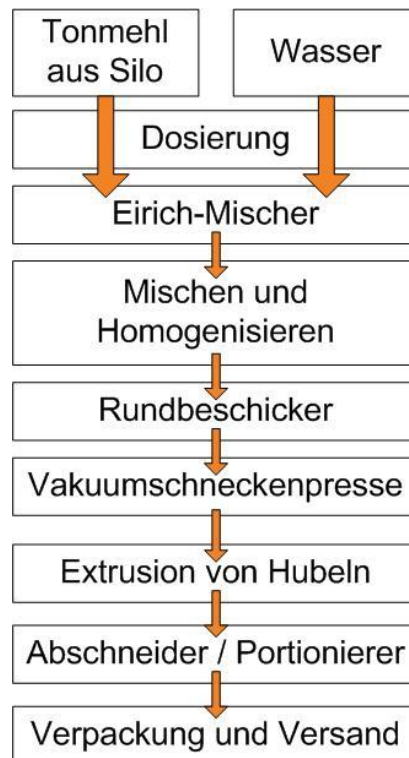 Tonmehl
aus Silo
Wasser
Dosierung
Eirich-Mischer
Mischen und
Homogenisieren
Rundbeschicker
Vakuumschneckenpresse
Extrusion von Hubeln
Abschneider / Portionierer
Verpackung und Versand